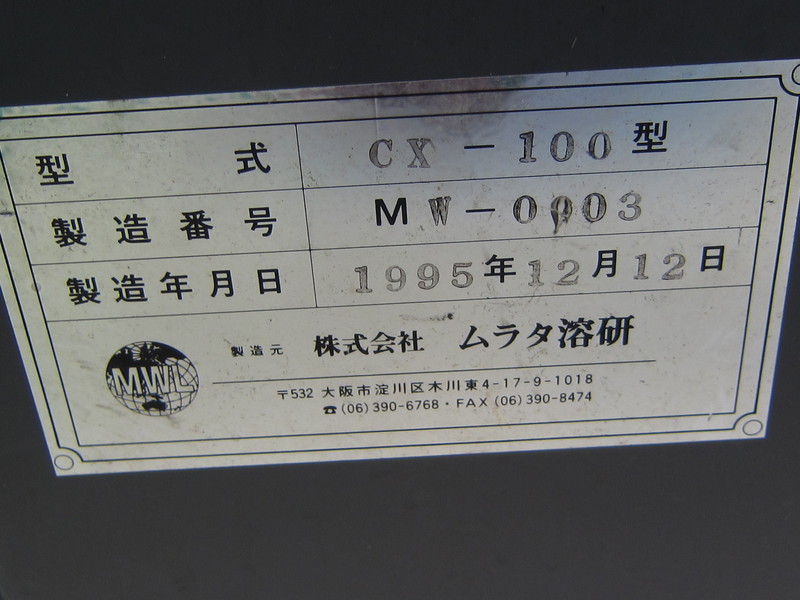 型式 CX-100型
製造番号 MW-0003
製造年月日 1995年12月12日
MWL 製造元 株式会社 ムラタ溶研
〒532 大阪市淀川区木川東4-17-9-1018
☎(06)390-6768・FAX(06)390-8474